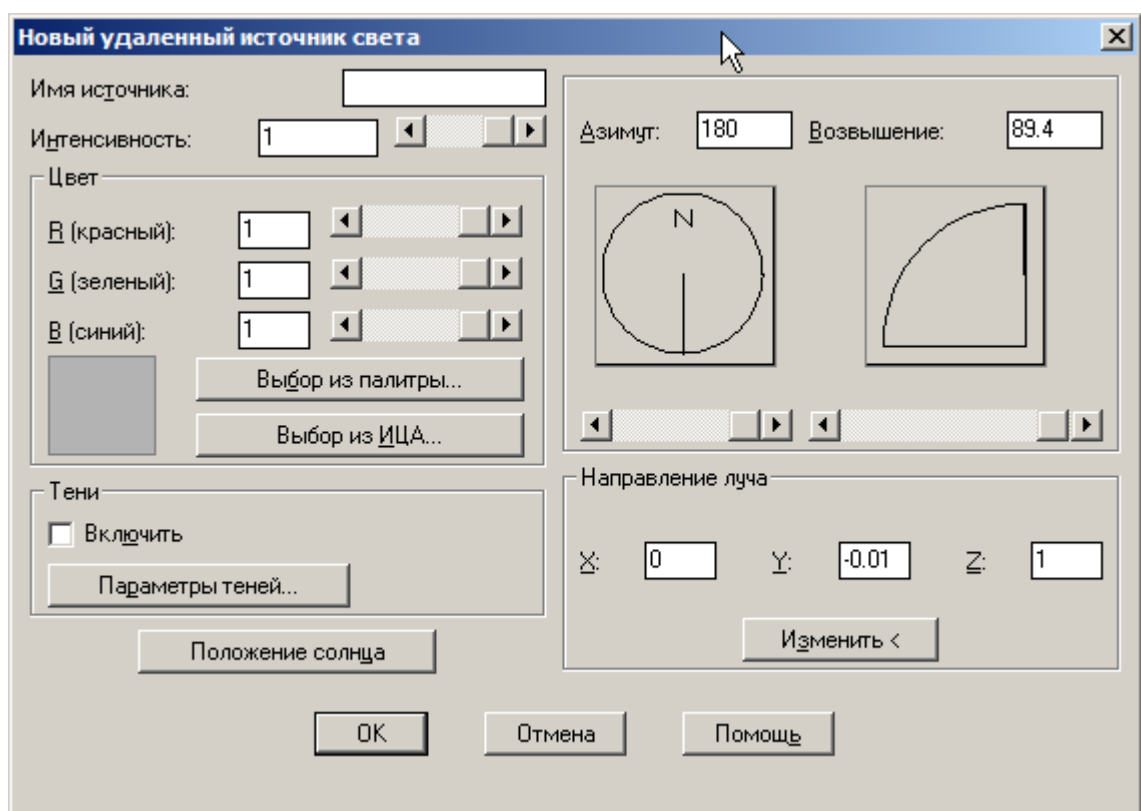 Новый удаленный источник света
Имя источника:
Интенсивность: 1
Цвет
R (красный): 1
G (зеленый): 1
B (синий): 1
Выбор из палитры...
Выбор из ИЦА...
Тени
Включить
Параметры теней...
Положение солнца
Азимут: 180 Возвышение: 89.4
N
Направление луча
X: 0 Y: -0.01 Z: 1
Изменить <
OK Отмена Помощь